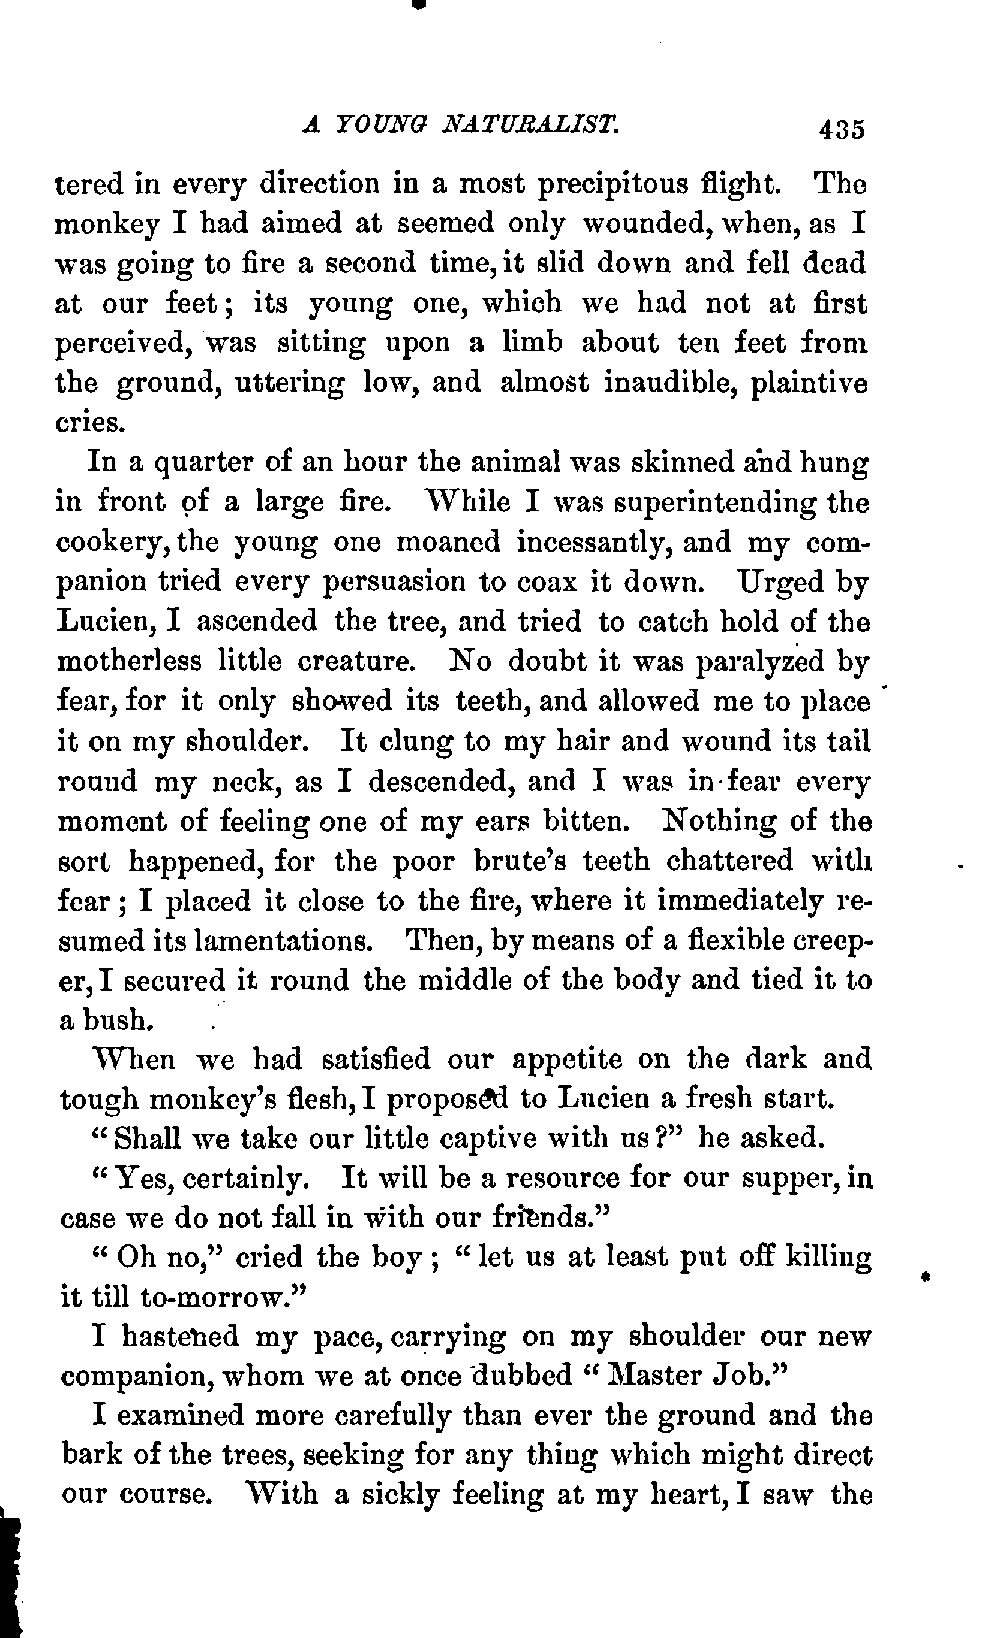 A YOUNG NATURALIST. 435
tered in every direction in a most precipitous flight. The
monkey I had aimed at seemed only wounded, when, as I
was going to fire a second time, it slid down and fell dead
at our feet; its young one, which we had not at first
perceived, was sitting upon a limb about ten feet from
the ground, uttering low, and almost inaudible, plaintive
cries.
In a quarter of an hour the animal was skinned and hung
in front of a large fire. While I was superintending the
cookery, the young one moaned incessantly, and my com-
panion tried every persuasion to coax it down. Urged by
Lucien, I ascended the tree, and tried to catch hold of the
motherless little creature. No doubt it was paralyzed by
fear, for it only showed its teeth, and allowed me to place
it on my shoulder. It clung to my hair and wound its tail
round my neck, as I descended, and I was in fear every
moment of feeling one of my ears bitten. Nothing of the
sort happened, for the poor brute's teeth chattered with
fear; I placed it close to the fire, where it immediately re-
sumed its lamentations. Then, by means of a flexible creep-
er, I secured it round the middle of the body and tied it to
a bush.
When we had satisfied our appetite on the dark and
tough monkey's flesh, I proposed to Lucien a fresh start.
"Shall we take our little captive with us?" he asked.
"Yes, certainly. It will be a resource for our supper, in
case we do not fall in with our friends."
"Oh no," cried the boy; "let us at least put off killing
it till to-morrow."
I hastened my pace, carrying on my shoulder our new
companion, whom we at once dubbed "Master Job."
I examined more carefully than ever the ground and the
bark of the trees, seeking for any thing which might direct
our course. With a sickly feeling at my heart, I saw the